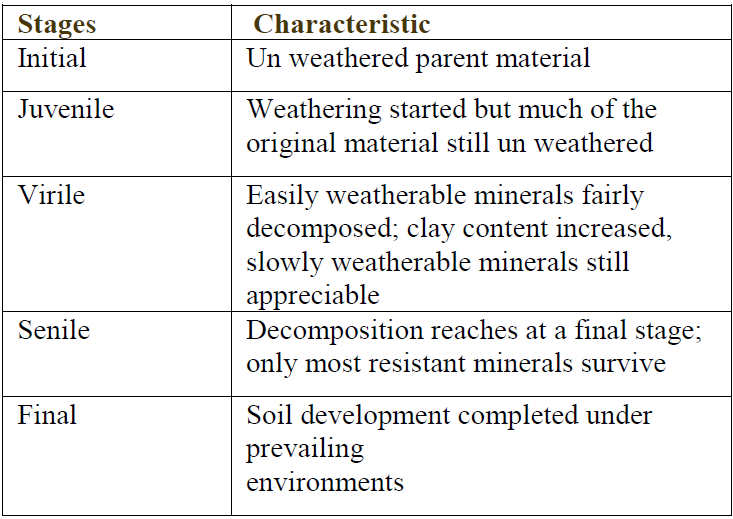 Stages Characteristic
Initial Un weathered parent material
Juvenile Weathering started but much of the
original material still un weathered
Virile Easily weatherable minerals fairly
decomposed; clay content increased,
slowly weatherable minerals still
appreciable
Senile Decomposition reaches at a final stage;
only most resistant minerals survive
Final Soil development completed under
prevailing
environments